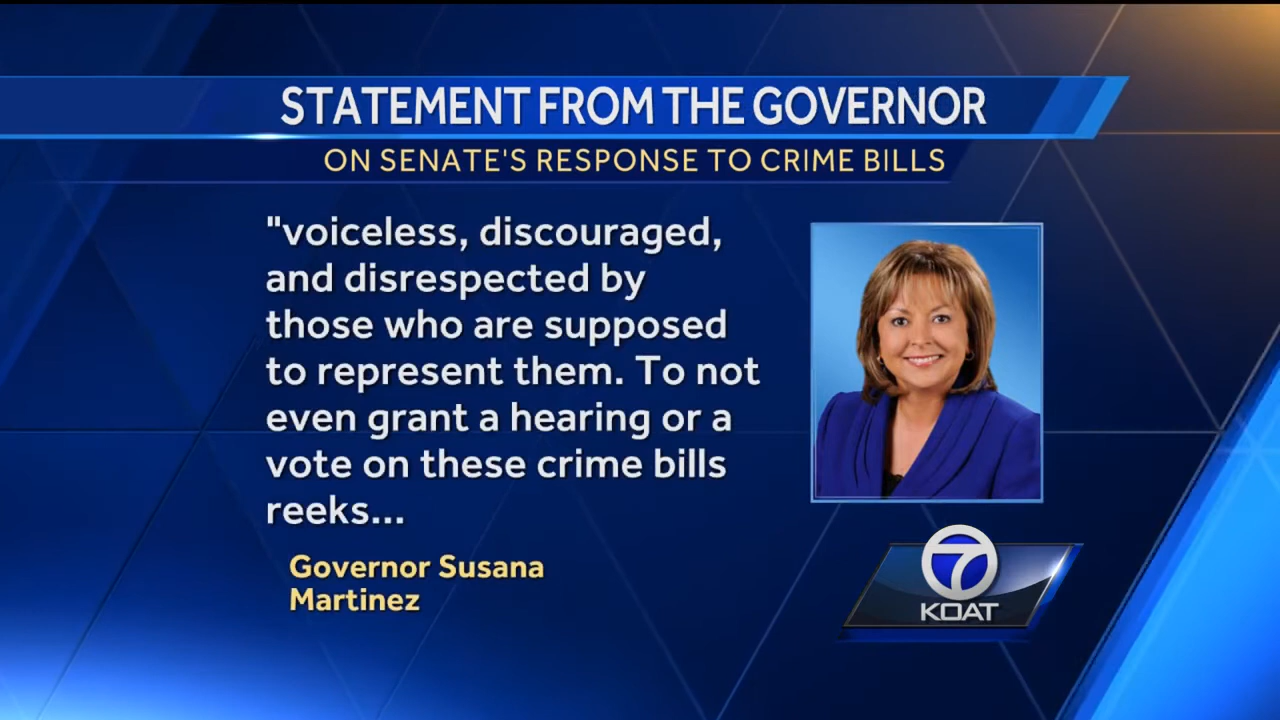 STATEMENT FROM THE GOVERNOR
ON SENATE'S RESPONSE TO CRIME BILLS
"voiceless, discouraged,
and disrespected by
those who are supposed
to represent them. To not
even grant a hearing or a
vote on these crime bills
reeks...
Governor Susana
Martinez
7
KOAT